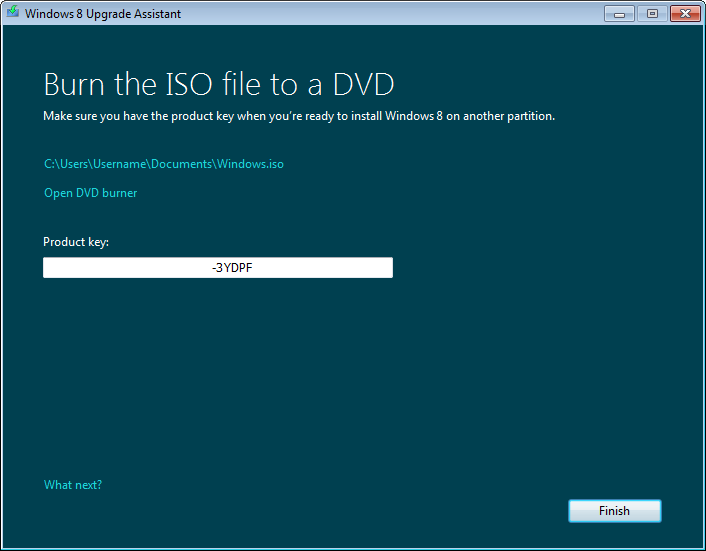 Windows 8 Upgrade Assistant
Burn the ISO file to a DVD
Make sure you have the product key when you're ready to install Windows 8 on another partition.
C:\Users\Username\Documents\Windows.iso
Open DVD burner
Product key:
-3YDPF
What next?
Finish